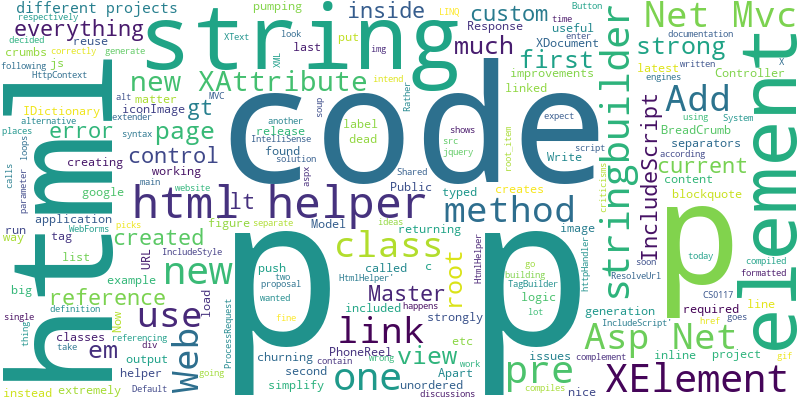 different projects
respectively
decided
everything
crumbs
js
following
reuse
HttpContext
IDictionary
alt
matter
alternative
extender
places
loops
error
page
syntax
parameter
creating
control
calls
google
main
website
application
picks
way
WebForms
figure
separate
run
tag
created
IncludeStyle
list
URL
big
example
definition
new
load
single
reference
thing
Now
classes
take
referencing
use
happens
output
div
em
instead
helper
Web
extremely
Default
going
html
string
pumping
XText
inside
LINQ
put
generate
correctly
XML
look
last
img
documentation
new XAttribute
gt
iconImage
MVC
Rather
soup
another
release
IntelliSense
label
dead
found
solution
shows
aspx
working
Shared
Public
html helper
lt
Model
ideas
returning
class
push
called
c
two
HtmlHelper'
proposal
wanted
included
logic
Master
root
strongly
ProcessRequest
fine
churning
etc
link
PhoneReel
issues
contain
various
view
second
Apart
work
simplify
one
unordered
discussions
code
p
p
p
custom
Response
time
useful
Button
enter
XDocument
much
first
intend
improvements
linked
root_item
expect
script
src
jquery
Write
typed
creates
method
image
HtmlHelper
go
building
TagBuilder
lot
generation
httpHandler
complement
inline
compiles
pre
nice
stringbuilder
criticisms
Net Mvc
documentation
written
X
strong
Controller
latest
engines
Add
using
System
BreadCrumb
separators
according
IncludeScript
current
content
blockquote
today
soon
compiled
ResolveUrl
formatted
CS0117
required
line
IncludeScript'
href
goes
Asp Net
project
gif
XElement
element